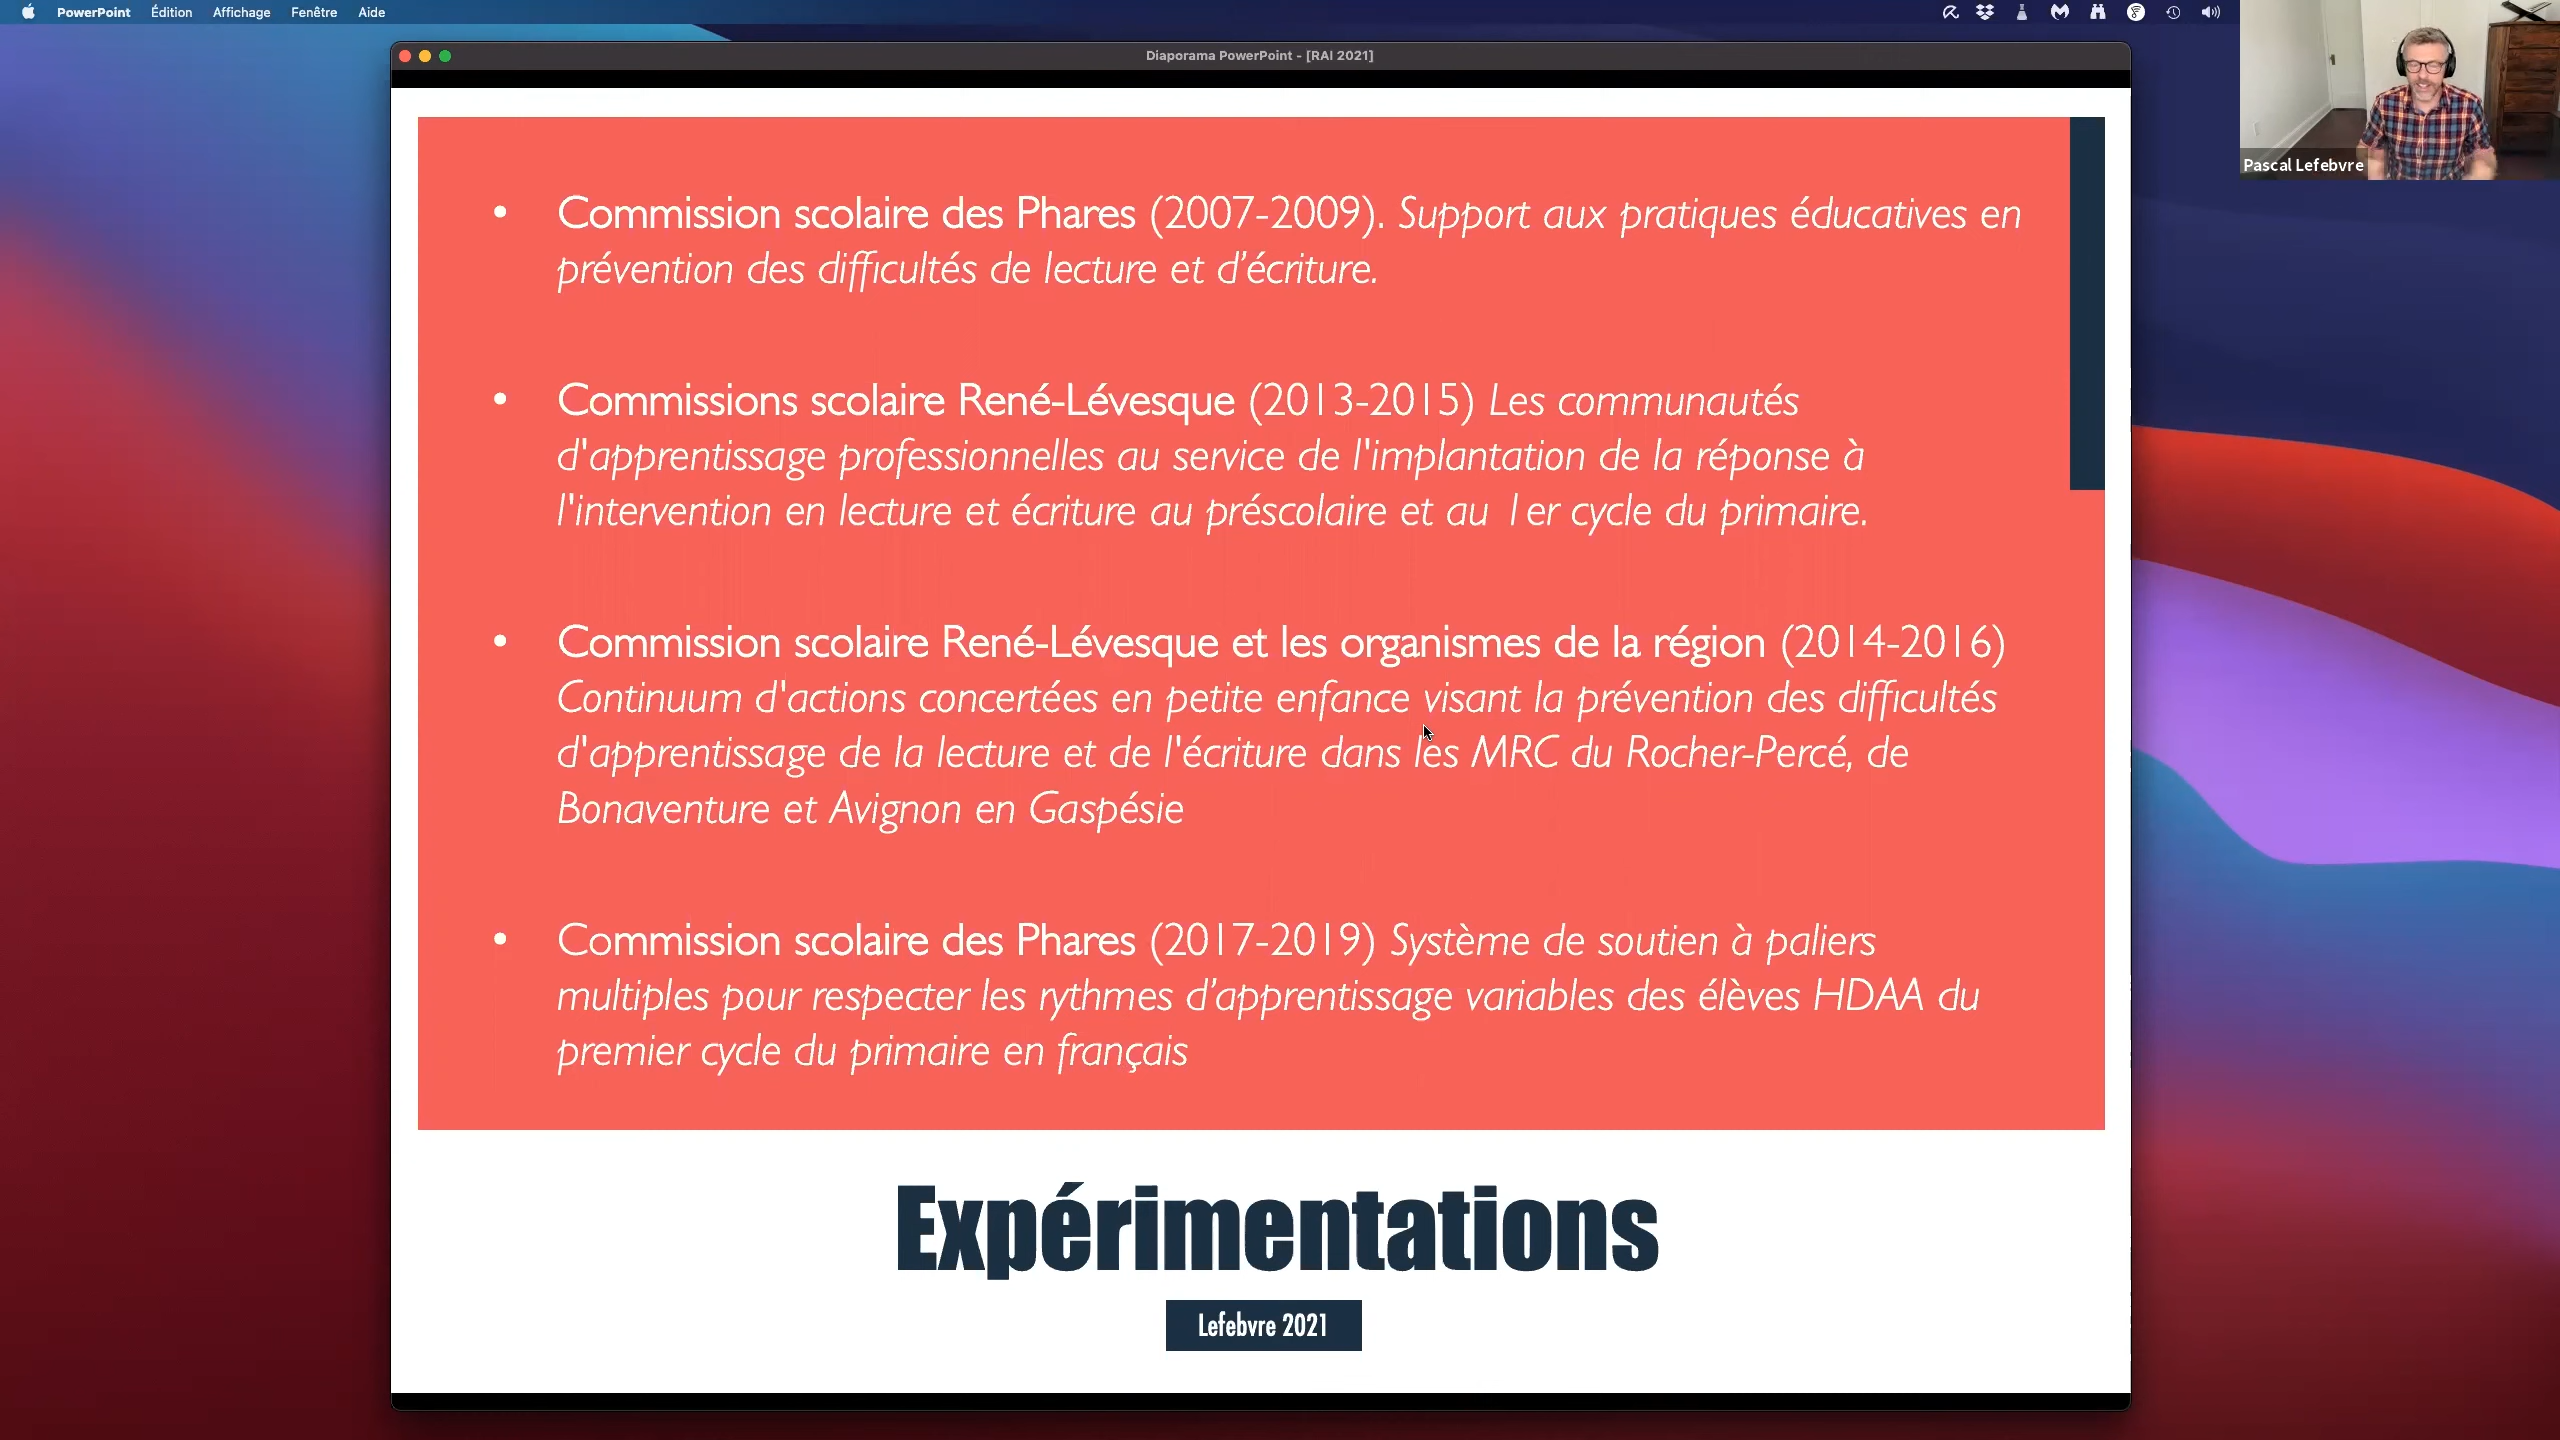 PowerPoint Édition Affichage Fenêtre Aide
Diaporama PowerPoint - [RAI 2021]
Pascal Lefebvre
• Commission scolaire des Phares (2007-2009). Support aux pratiques éducatives en
prévention des difficultés de lecture et d’écriture.
• Commissions scolaire René-Lévesque (2013-2015) Les communautés
d'apprentissage professionnelles au service de l'implantation de la réponse à
l'intervention en lecture et écriture au préscolaire et au 1er cycle du primaire.
• Commission scolaire René-Lévesque et les organismes de la région (2014-2016)
Continuum d'actions concertées en petite enfance visant la prévention des difficultés
d'apprentissage de la lecture et de l'écriture dans les MRC du Rocher-Percé, de
Bonaventure et Avignon en Gaspésie
• Commission scolaire des Phares (2017-2019) Système de soutien à paliers
multiples pour respecter les rythmes d’apprentissage variables des élèves HDAA du
premier cycle du primaire en français
Expérimentations
Lefebvre 2021